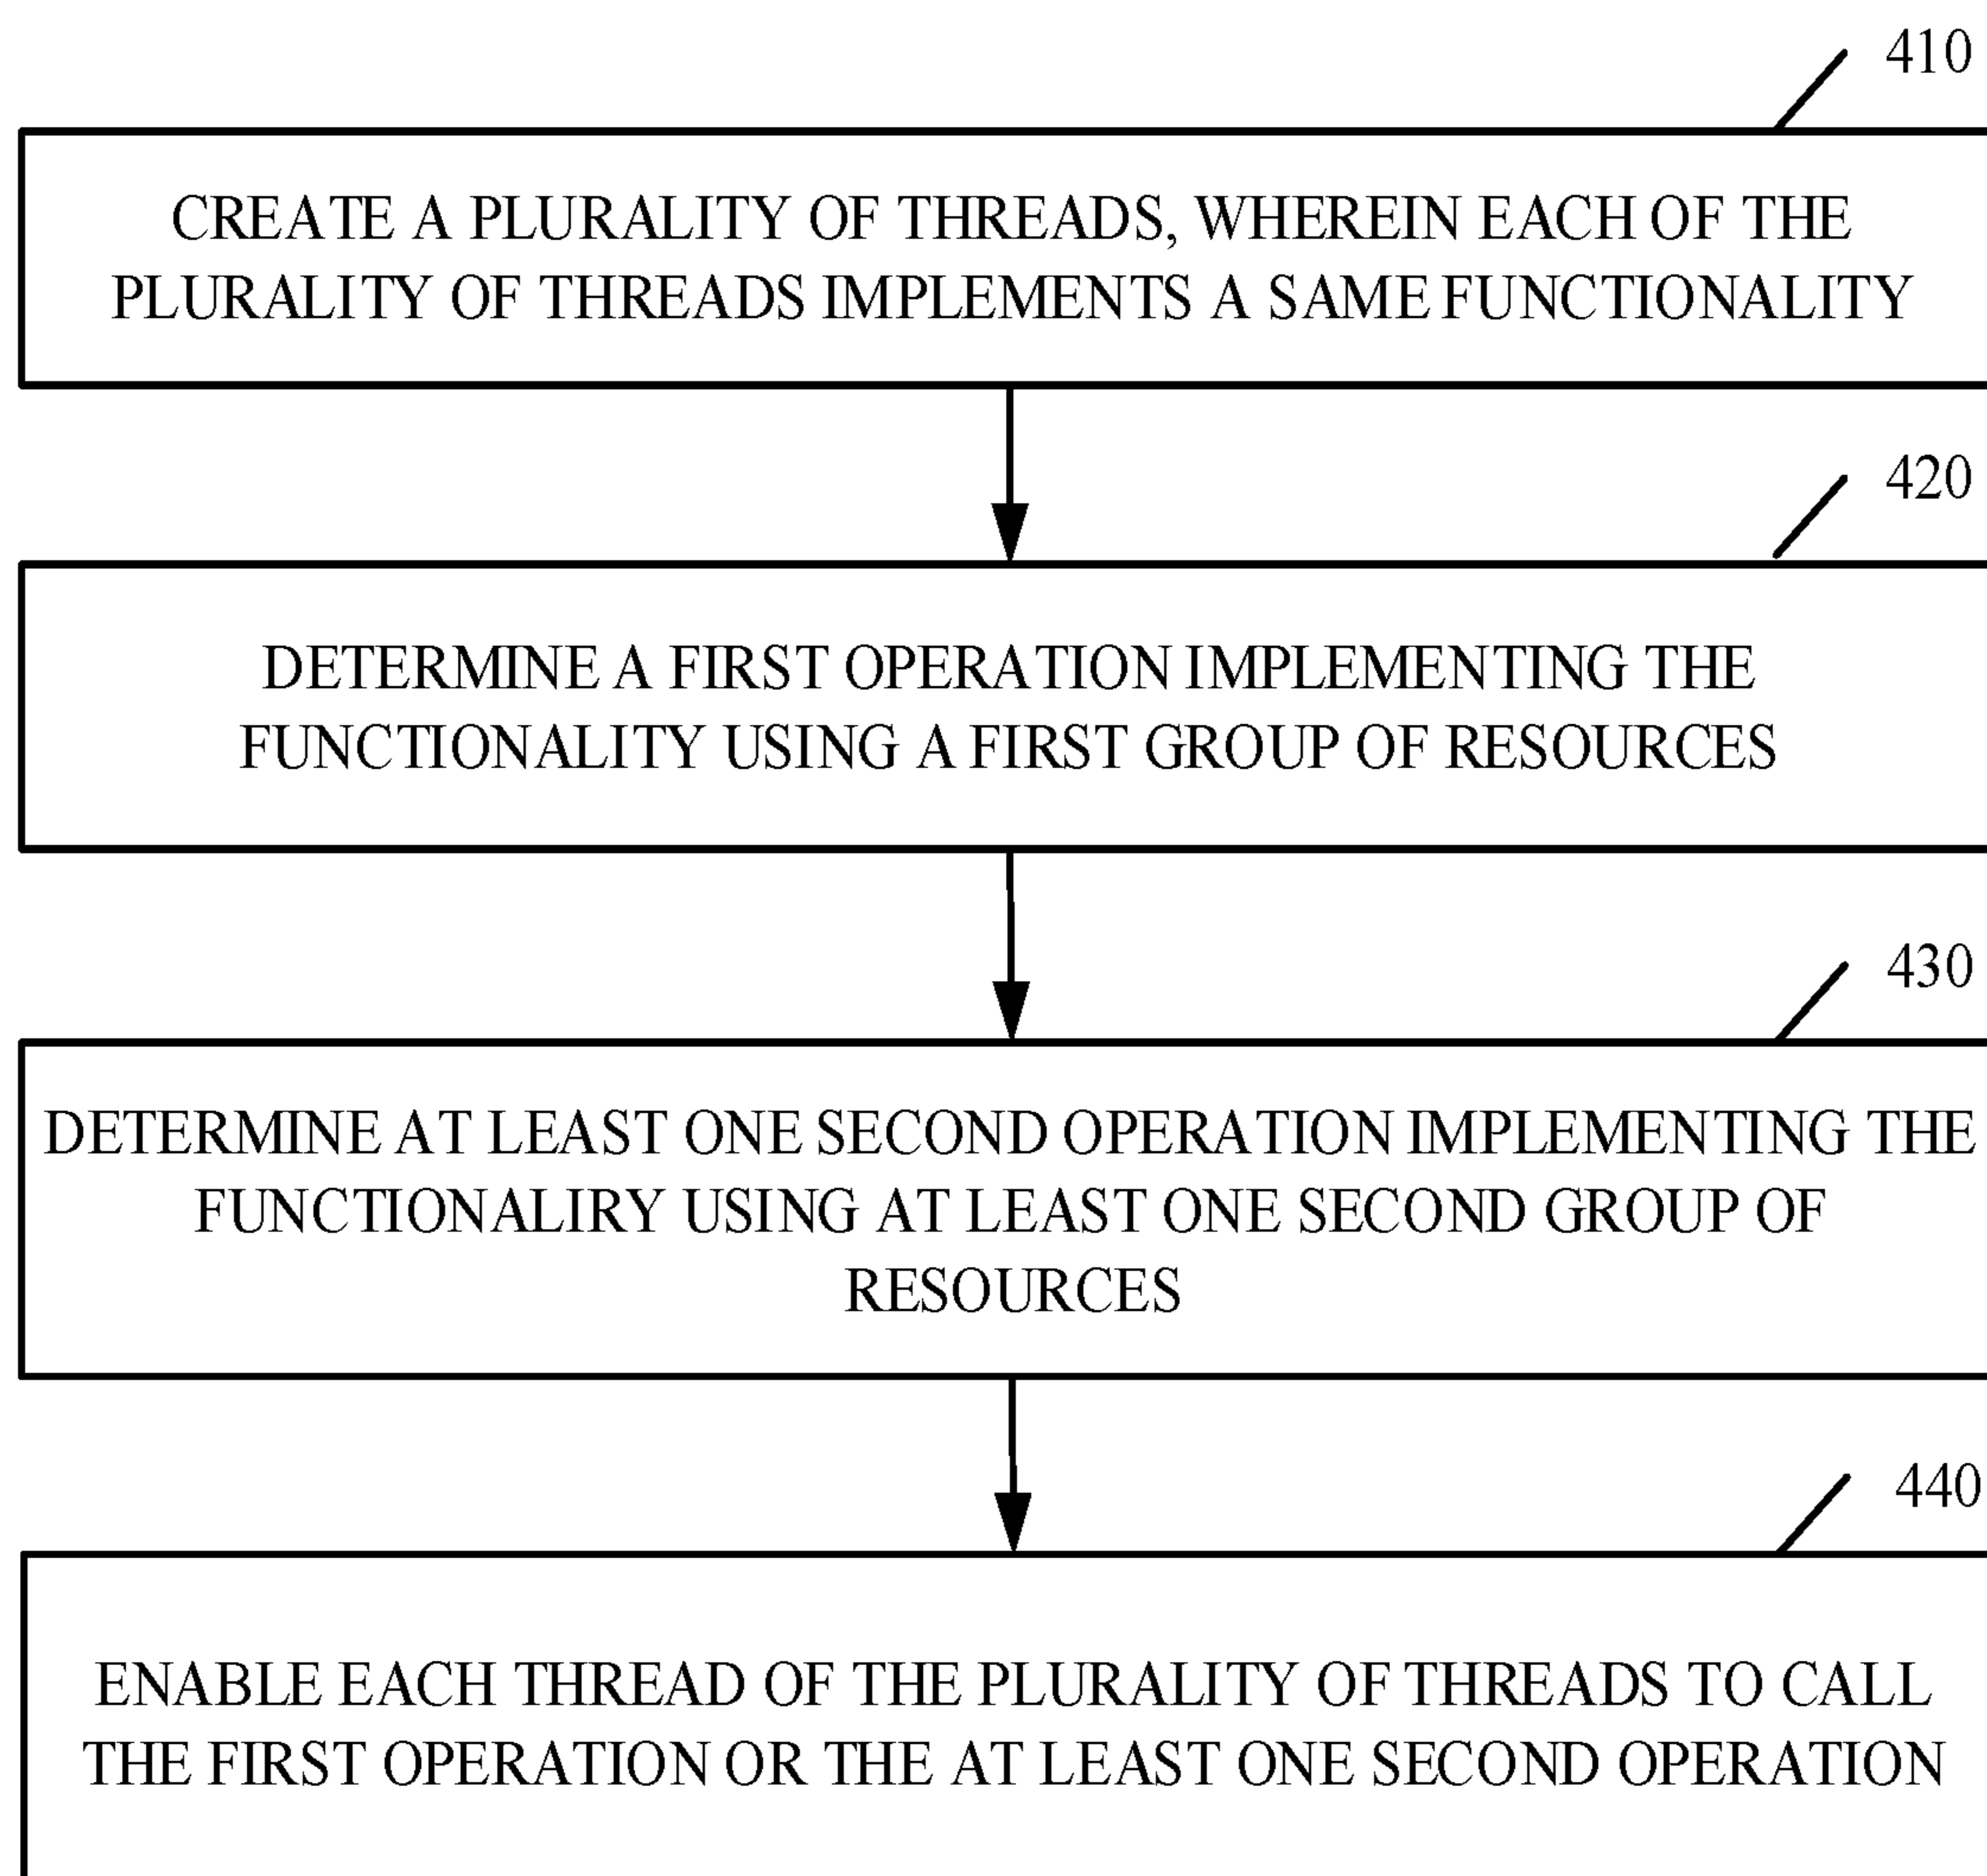 410
CREATE A PLURALITY OF THREADS, WHEREIN EACH OF THE
PLURALITY OF THREADS IMPLEMENTS A SAME FUNCTIONALITY
420
DETERMINE A FIRST OPERATION IMPLEMENTING THE
FUNCTIONALITY USING A FIRST GROUP OF RESOURCES
430
DETERMINE AT LEAST ONE SECOND OPERATION IMPLEMENTING THE
FUNCTIONALIRY USING AT LEAST ONE SECOND GROUP OF
RESOURCES
440
ENABLE EACH THREAD OF THE PLURALITY OF THREADS TO CALL
THE FIRST OPERATION OR THE AT LEAST ONE SECOND OPERATION